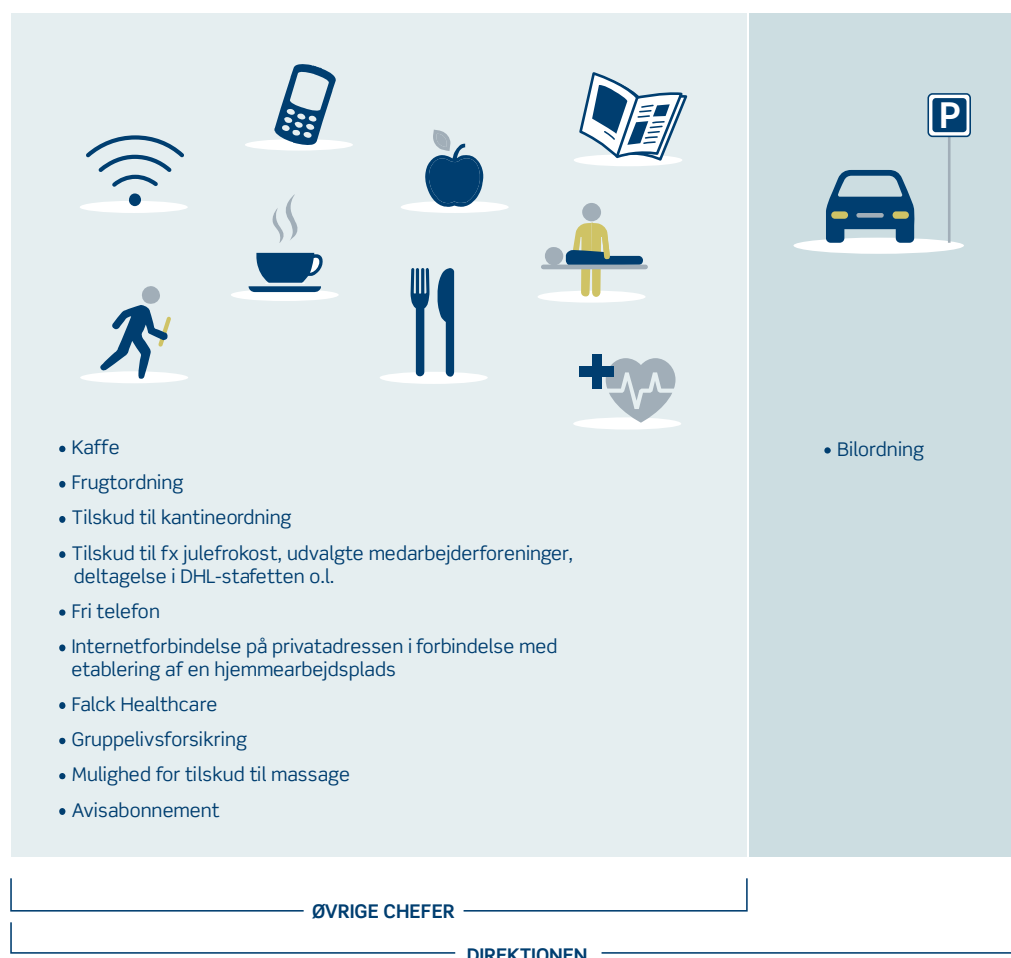 P
• Kaffe
• Frugtordning
• Tilskud til kantineordning
• Tilskud til fx julefrokost, udvalgte medarbejderforeninger,
deltagelse i DHL-stafetten o.l.
• Fri telefon
• Internetforbindelse på privatadressen i forbindelse med
etablering af en hjemmearbejdsplads
• Falck Healthcare
• Gruppelivsforsikring
• Mulighed for tilskud til massage
• Avisabonnement
• Bilordning
ØVRIGE CHEFER
DIREKTIONEN